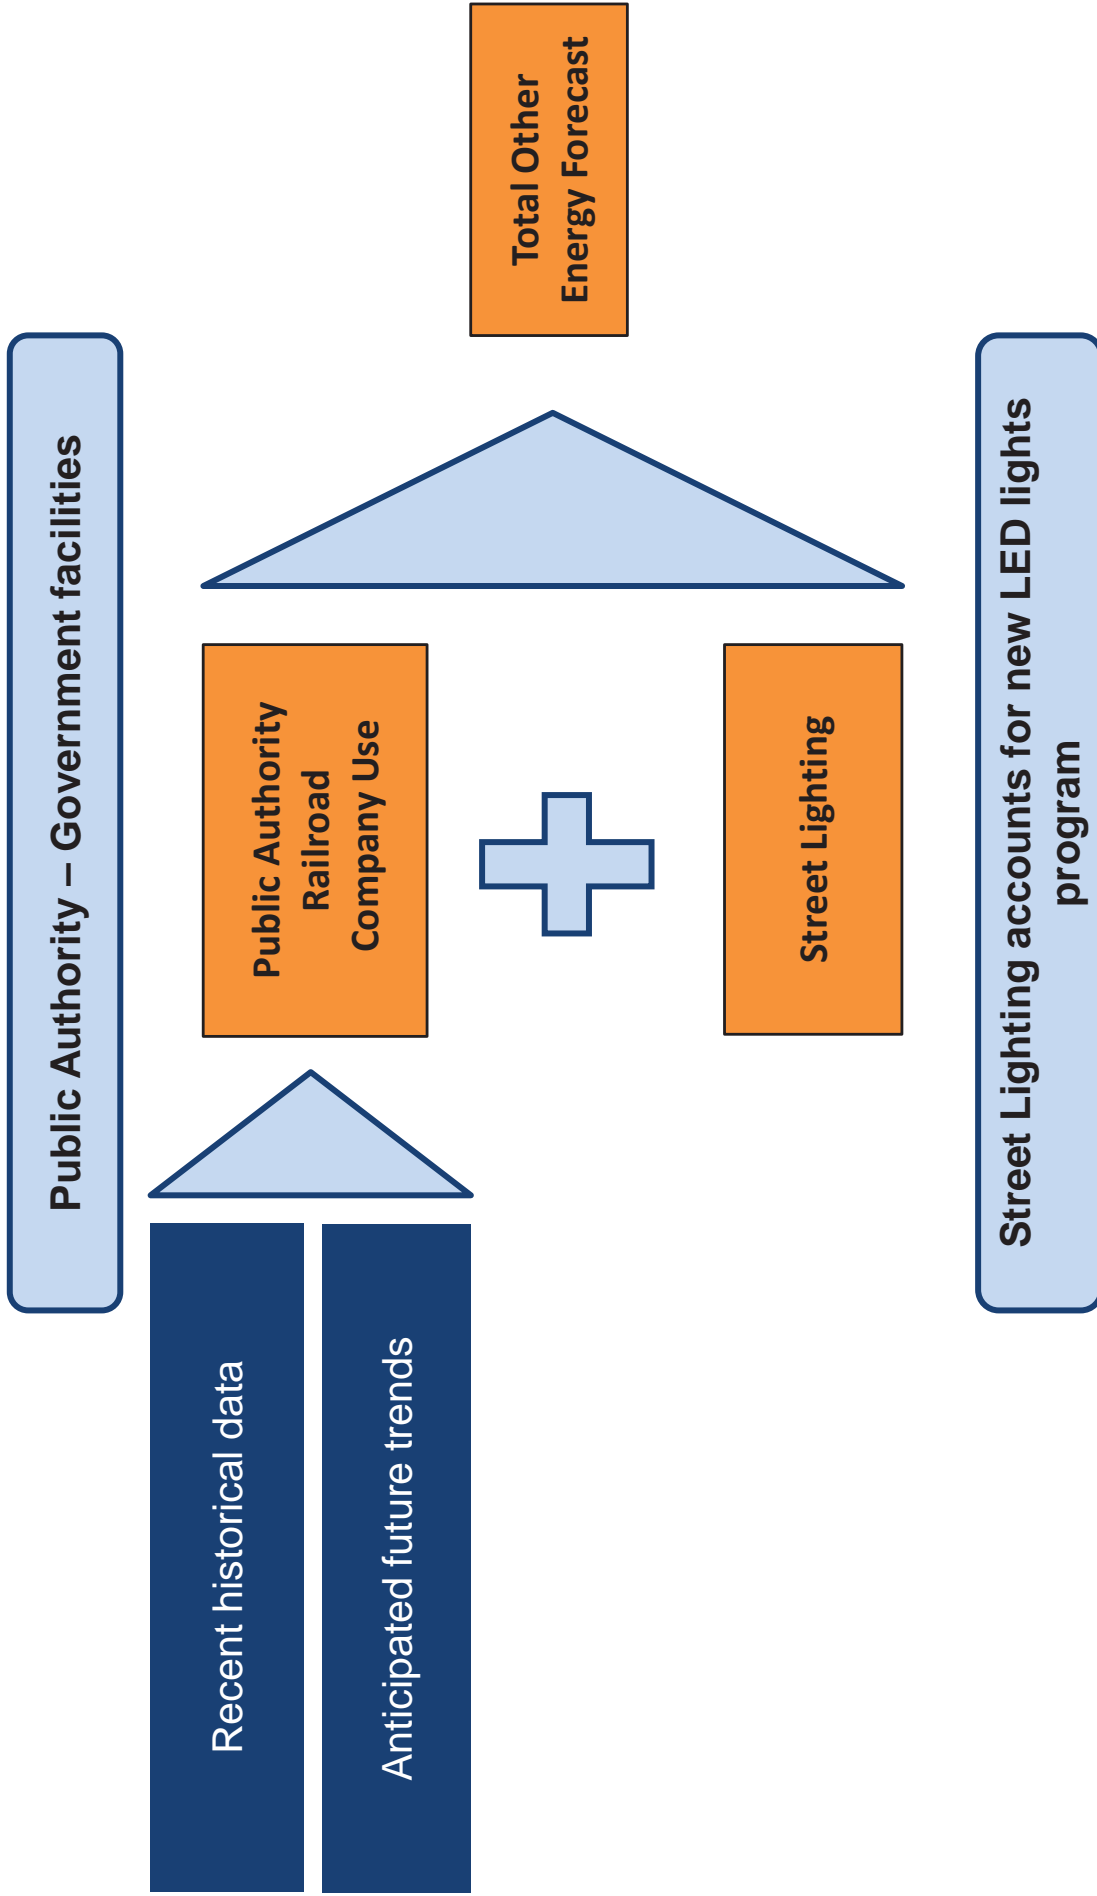 Public Authority – Government facilities
Recent historical data
Anticipated future trends
Public Authority
Railroad
Company Use
Street Lighting
Total Other
Energy Forecast
Street Lighting accounts for new LED lights
program